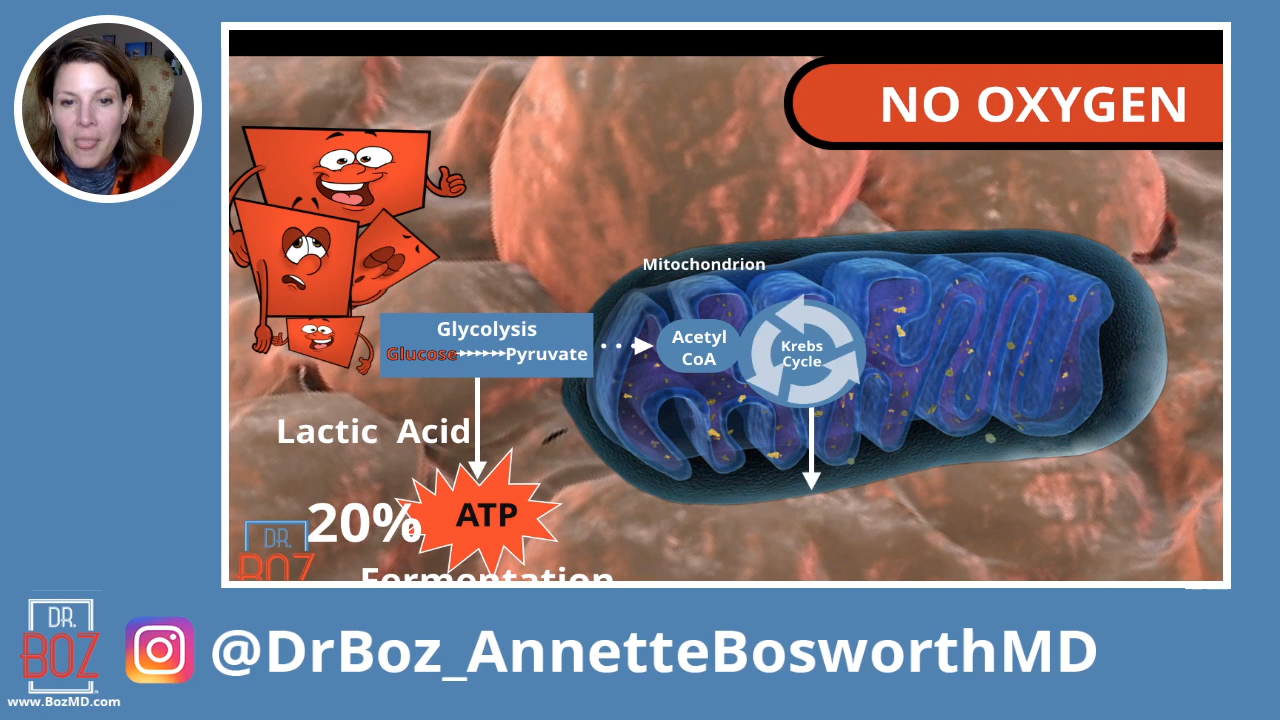 NO OXYGEN
Mitochondrion
Glycolysis
Glucose Pyruvate
Acetyl
CoA
Krebs
Cycle
Lactic Acid
20%
ATP
Fermentation
DR.
BOZ
DR.
BOZ
www.BozMD.com
@DrBoz_AnnetteBosworthMD